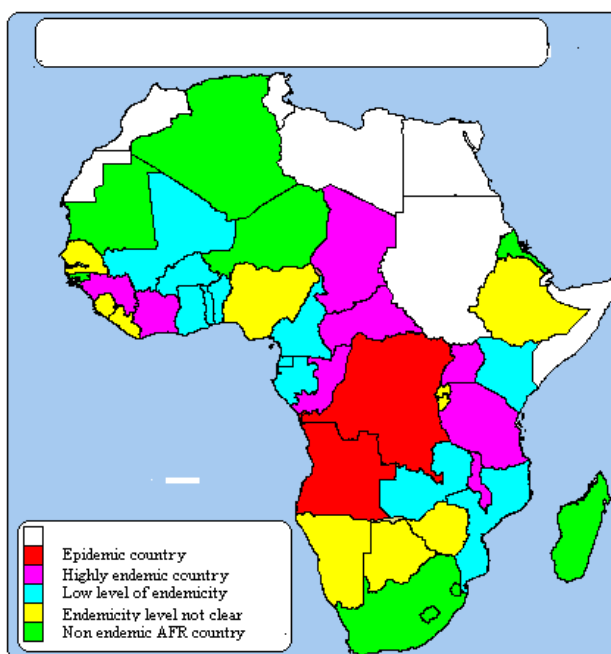 Epidemic country
Highly endemic country
Low level of endemicity
Endemicity level not clear
Non endemic AFR country